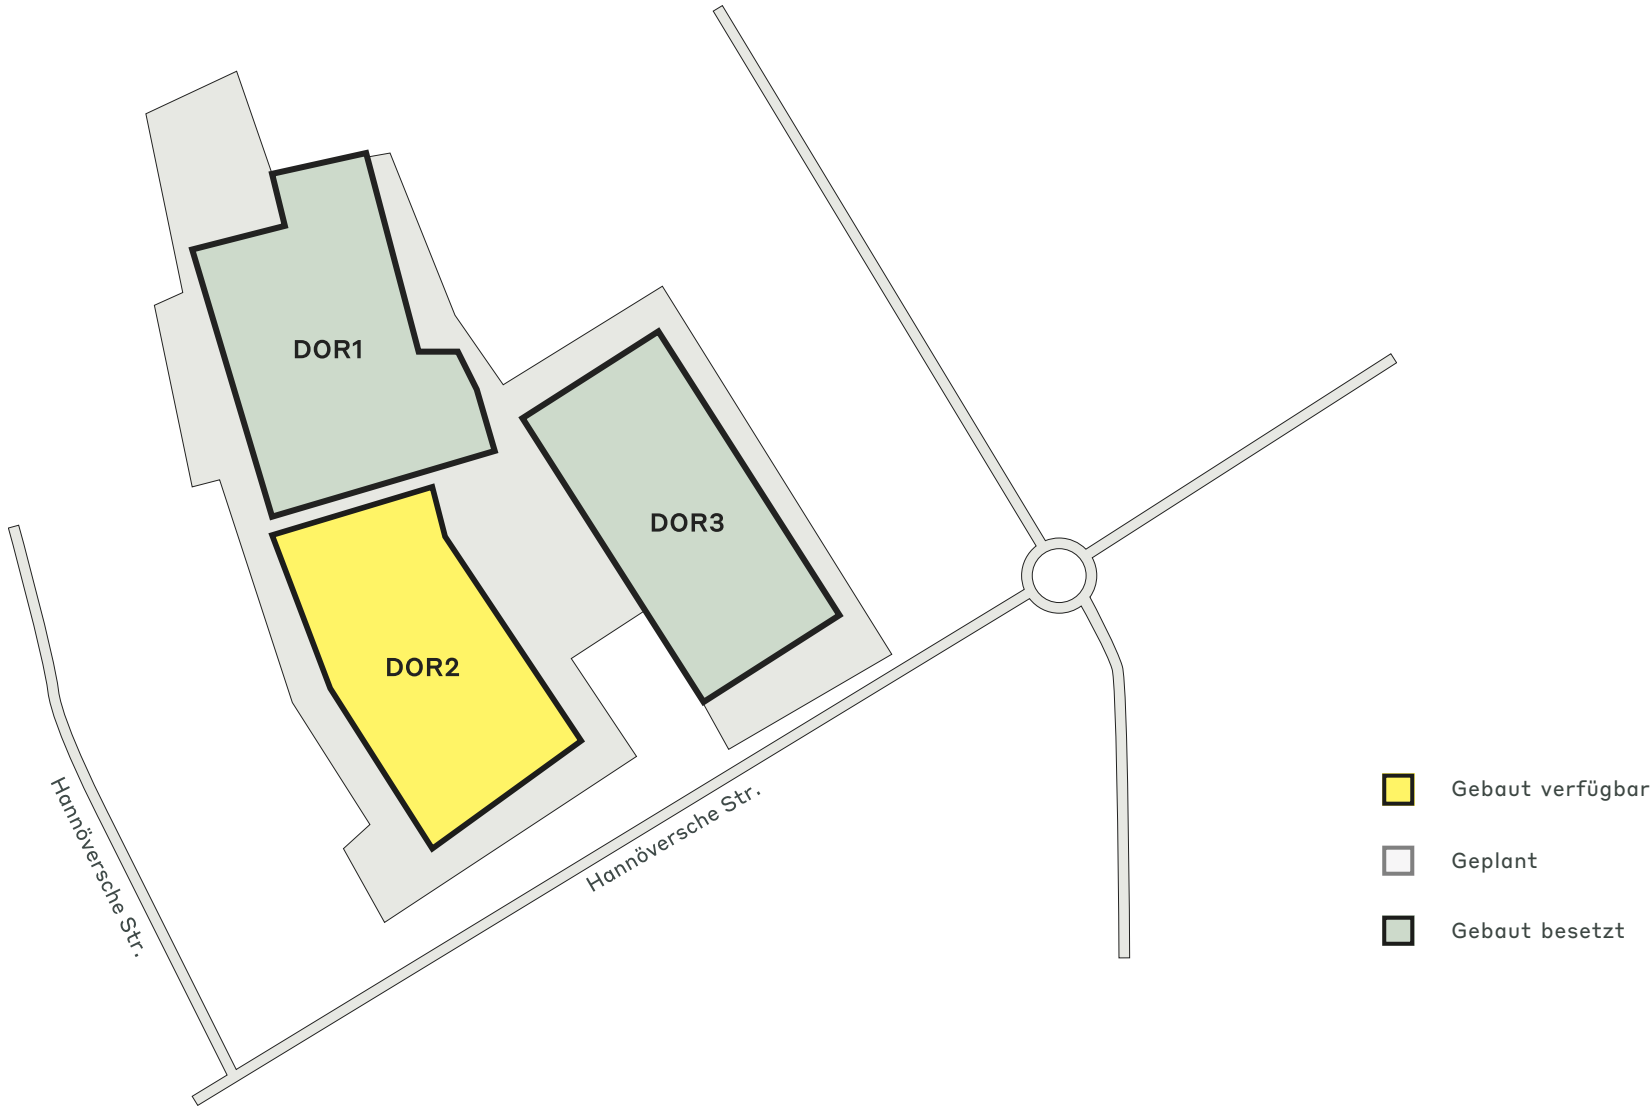 DOR1
DOR3
DOR2
Hannöversche Str.
Hannöversche Str.
Gebaut verfügbar
Geplant
Gebaut besetzt